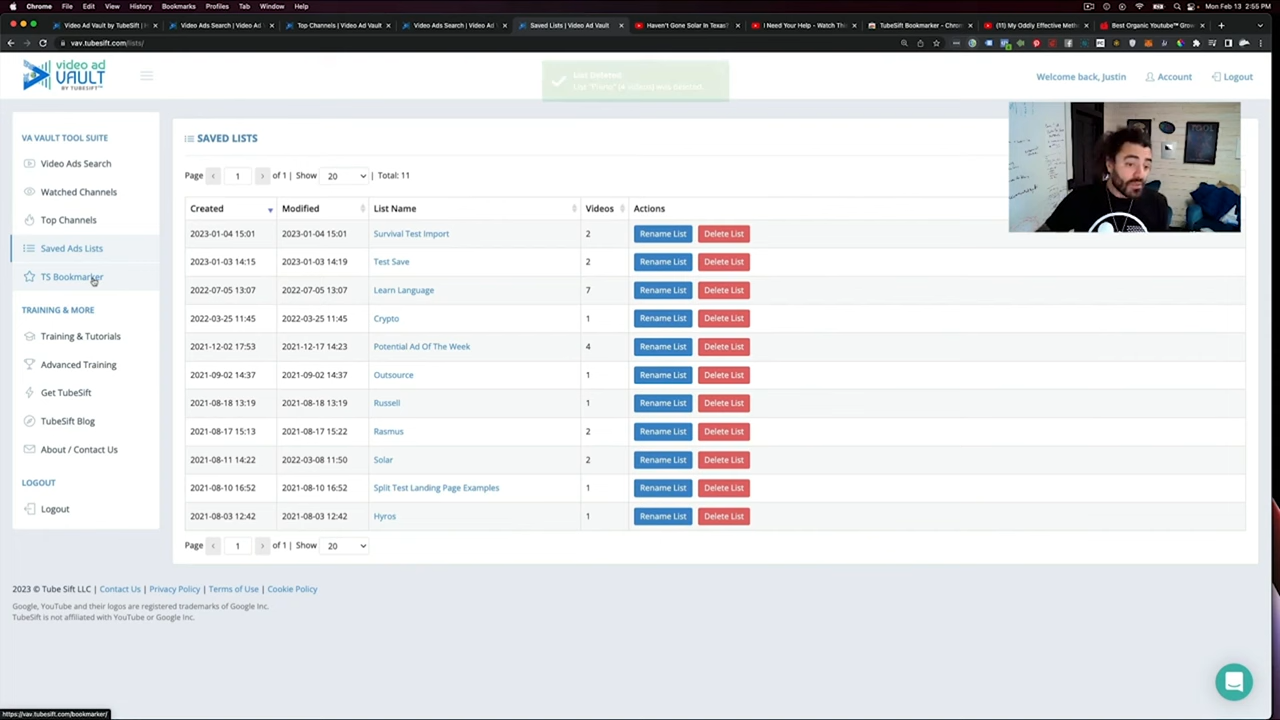 Chrome File Edit View History Bookmarks Profiles Tab Window Help
Mon Feb 13 2:55 PM
Video Ad Vault by TubeSift | H
Video Ads Search | Video Ad
Top Channels | Video Ad Vault
Video Ads Search | Video Ad
Saved Lists | Video Ad Vault
Haven't Gone Solar In Texas?
I Need Your Help - Watch Th
TubeSift Bookmarker - Chrom
(11) My Oddly Effective Meth
Best Organic Youtube™ Grow
vav.tubesift.com/lists/
video ad
VAULT
BY TUBESIFT
List Deleted
Welcome back, Justin
Account
Logout
VA VAULT TOOL SUITE
Video Ads Search
Watched Channels
Top Channels
Saved Ads Lists
TS Bookmarker
TRAINING & MORE
Training & Tutorials
Advanced Training
Get TubeSift
TubeSift Blog
About / Contact Us
LOGOUT
Logout
SAVED LISTS
Page 1 of 1 | Show 20 | Total: 11
Created Modified List Name Videos Actions
2023-01-04 15:01 2023-01-04 15:01 Survival Test Import 2 Rename List Delete List
2023-01-03 14:15 2023-01-03 14:19 Test Save 2 Rename List Delete List
2022-07-05 13:07 2022-07-05 13:07 Learn Language 7 Rename List Delete List
2022-03-25 11:45 2022-03-25 11:45 Crypto 1 Rename List Delete List
2021-12-02 17:53 2021-12-17 14:23 Potential Ad Of The Week 4 Rename List Delete List
2021-09-02 14:37 2021-09-02 14:37 Outsource 1 Rename List Delete List
2021-08-18 13:19 2021-08-18 13:19 Russell 1 Rename List Delete List
2021-08-17 15:13 2021-08-17 15:22 Rasmus 2 Rename List Delete List
2021-08-11 14:22 2022-03-08 11:50 Solar 2 Rename List Delete List
2021-08-10 16:52 2021-08-10 16:52 Split Test Landing Page Examples 1 Rename List Delete List
2021-08-03 12:42 2021-08-03 12:42 Hyros 1 Rename List Delete List
Page 1 of 1 | Show 20
2023 © Tube Sift LLC | Contact Us | Privacy Policy | Terms of Use | Cookie Policy
Google, YouTube and their logos are registered trademarks of Google Inc.
TubeSift is not affiliated with YouTube or Google Inc.
https://vav.tubesift.com/bookmarker/